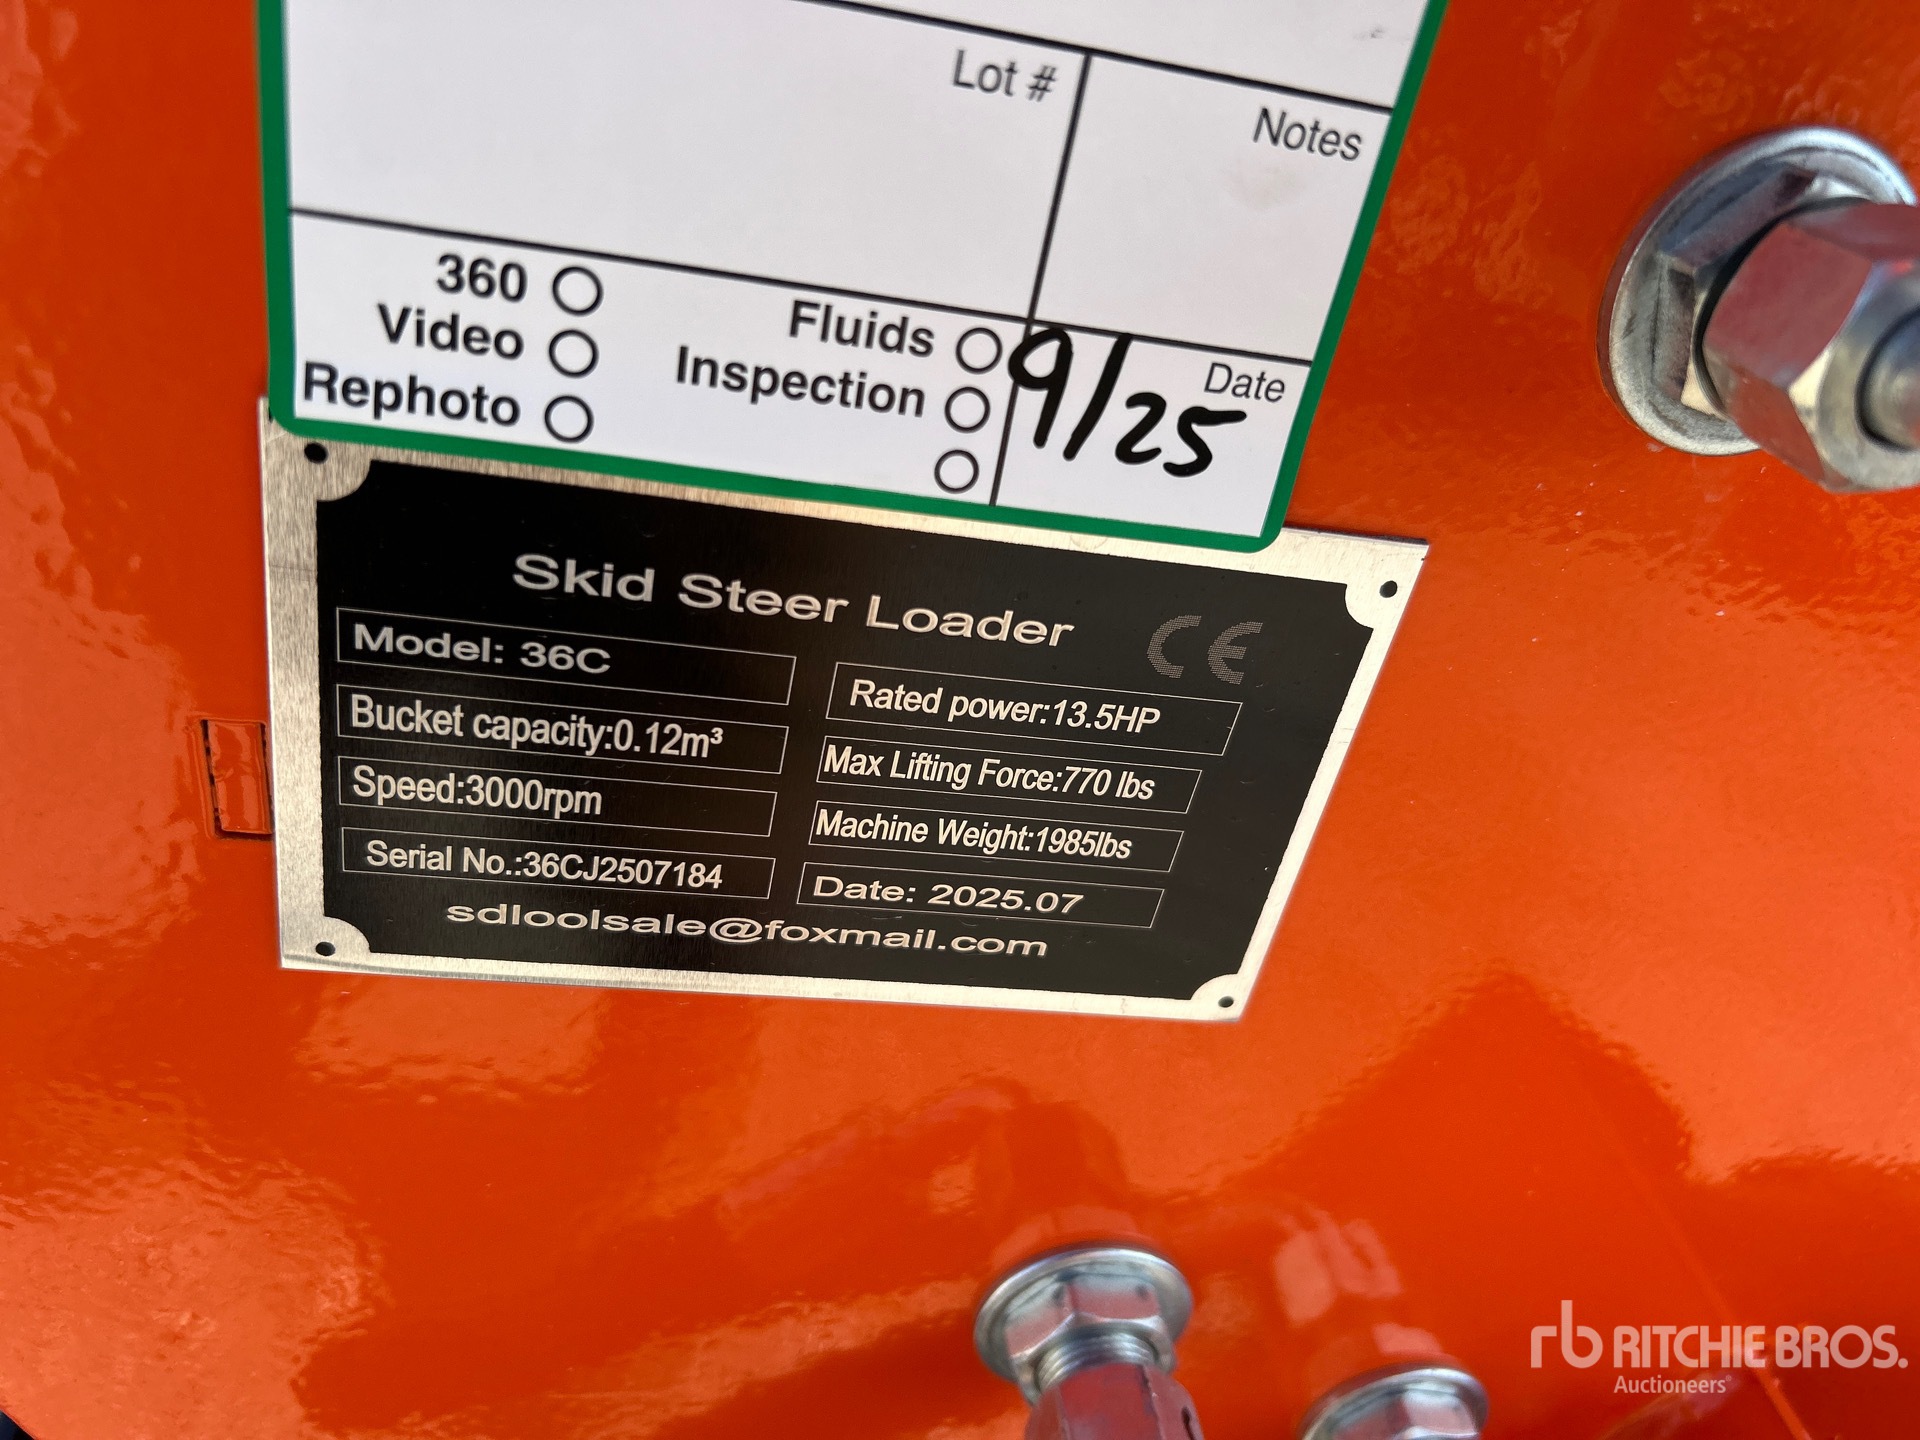 Lot #
Notes
360
Video
Rephoto
Fluids
Inspection
Date
9/25
Skid Steer Loader
CE
Model: 36C
Bucket capacity:0.12m³
Speed:3000rpm
Serial No.:36CJ2507184
Rated power:13.5HP
Max Lifting Force:770 lbs
Machine Weight:1985lbs
Date: 2025.07
sdloolsale@foxmail.com
rb RITCHIE BROS.
Auctioneers